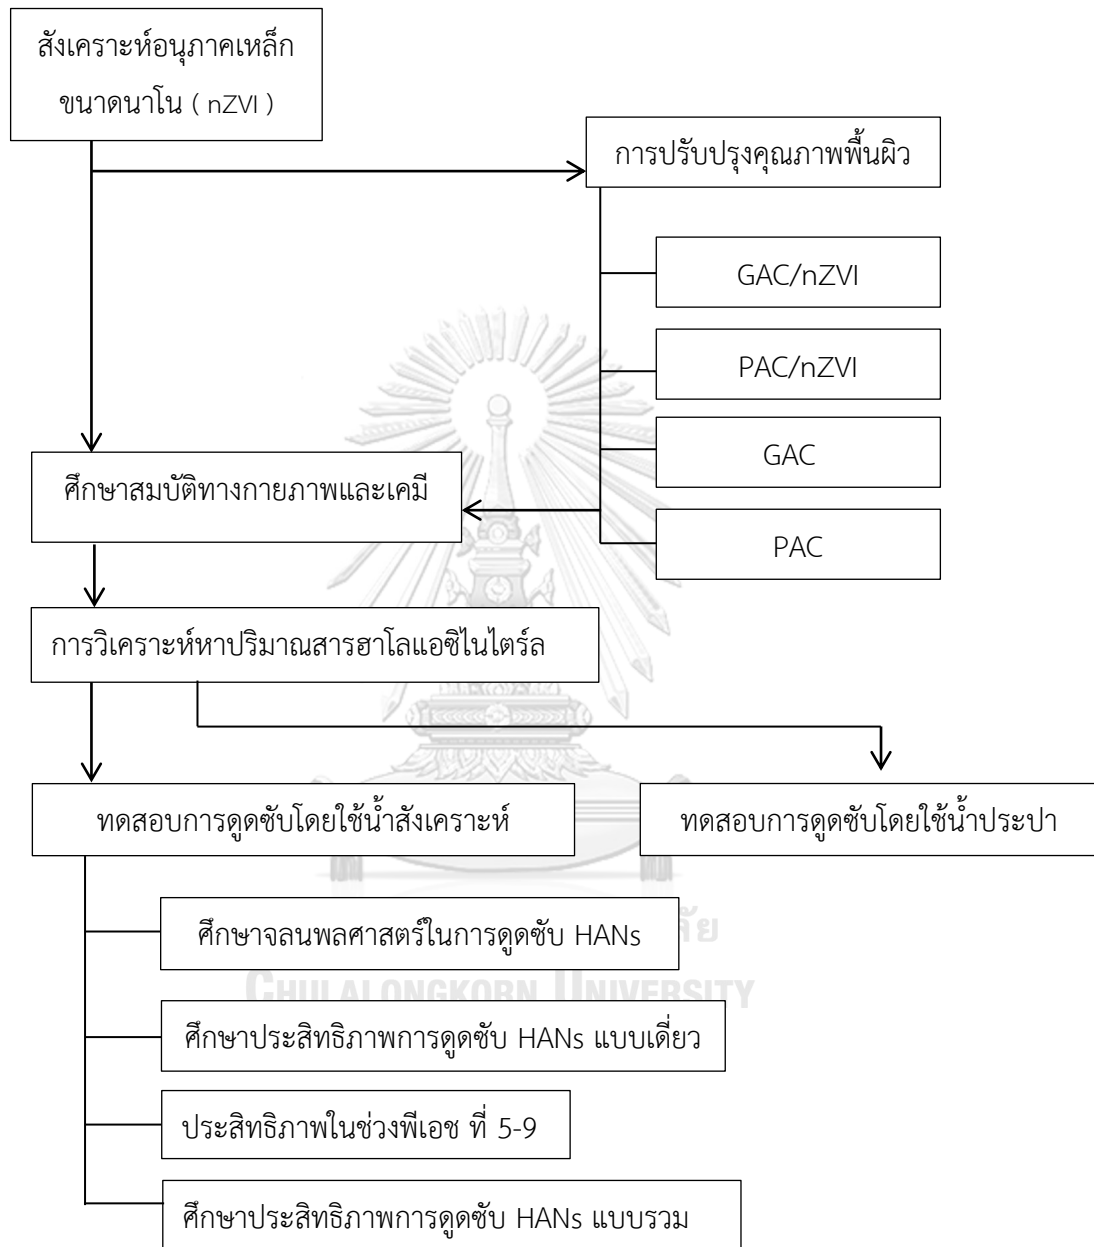 สังเคราะห์อนุภาคเหล็ก
ขนาดนาโน ( nZVI )
การปรับปรุงคุณภาพพื้นผิว
GAC/nZVI
PAC/nZVI
GAC
ศึกษาสมบัติทางกายภาพและเคมี
PAC
การวิเคราะห์หาปริมาณสารฮาโลแอซิไนไตร์ล
ทดสอบการดูดซับโดยใช้น้ำสังเคราะห์
ทดสอบการดูดซับโดยใช้น้ำประปา
ศึกษาจลนพลศาสตร์ในการดูดซับ HANs
ลัย
CHULALONGKORN UNIVERSITY
ศึกษาประสิทธิภาพการดูดซับ HANs แบบเดี่ยว
ประสิทธิภาพในช่วงพีเอช ที่ 5-9
ศึกษาประสิทธิภาพการดูดซับ HANs แบบรวม